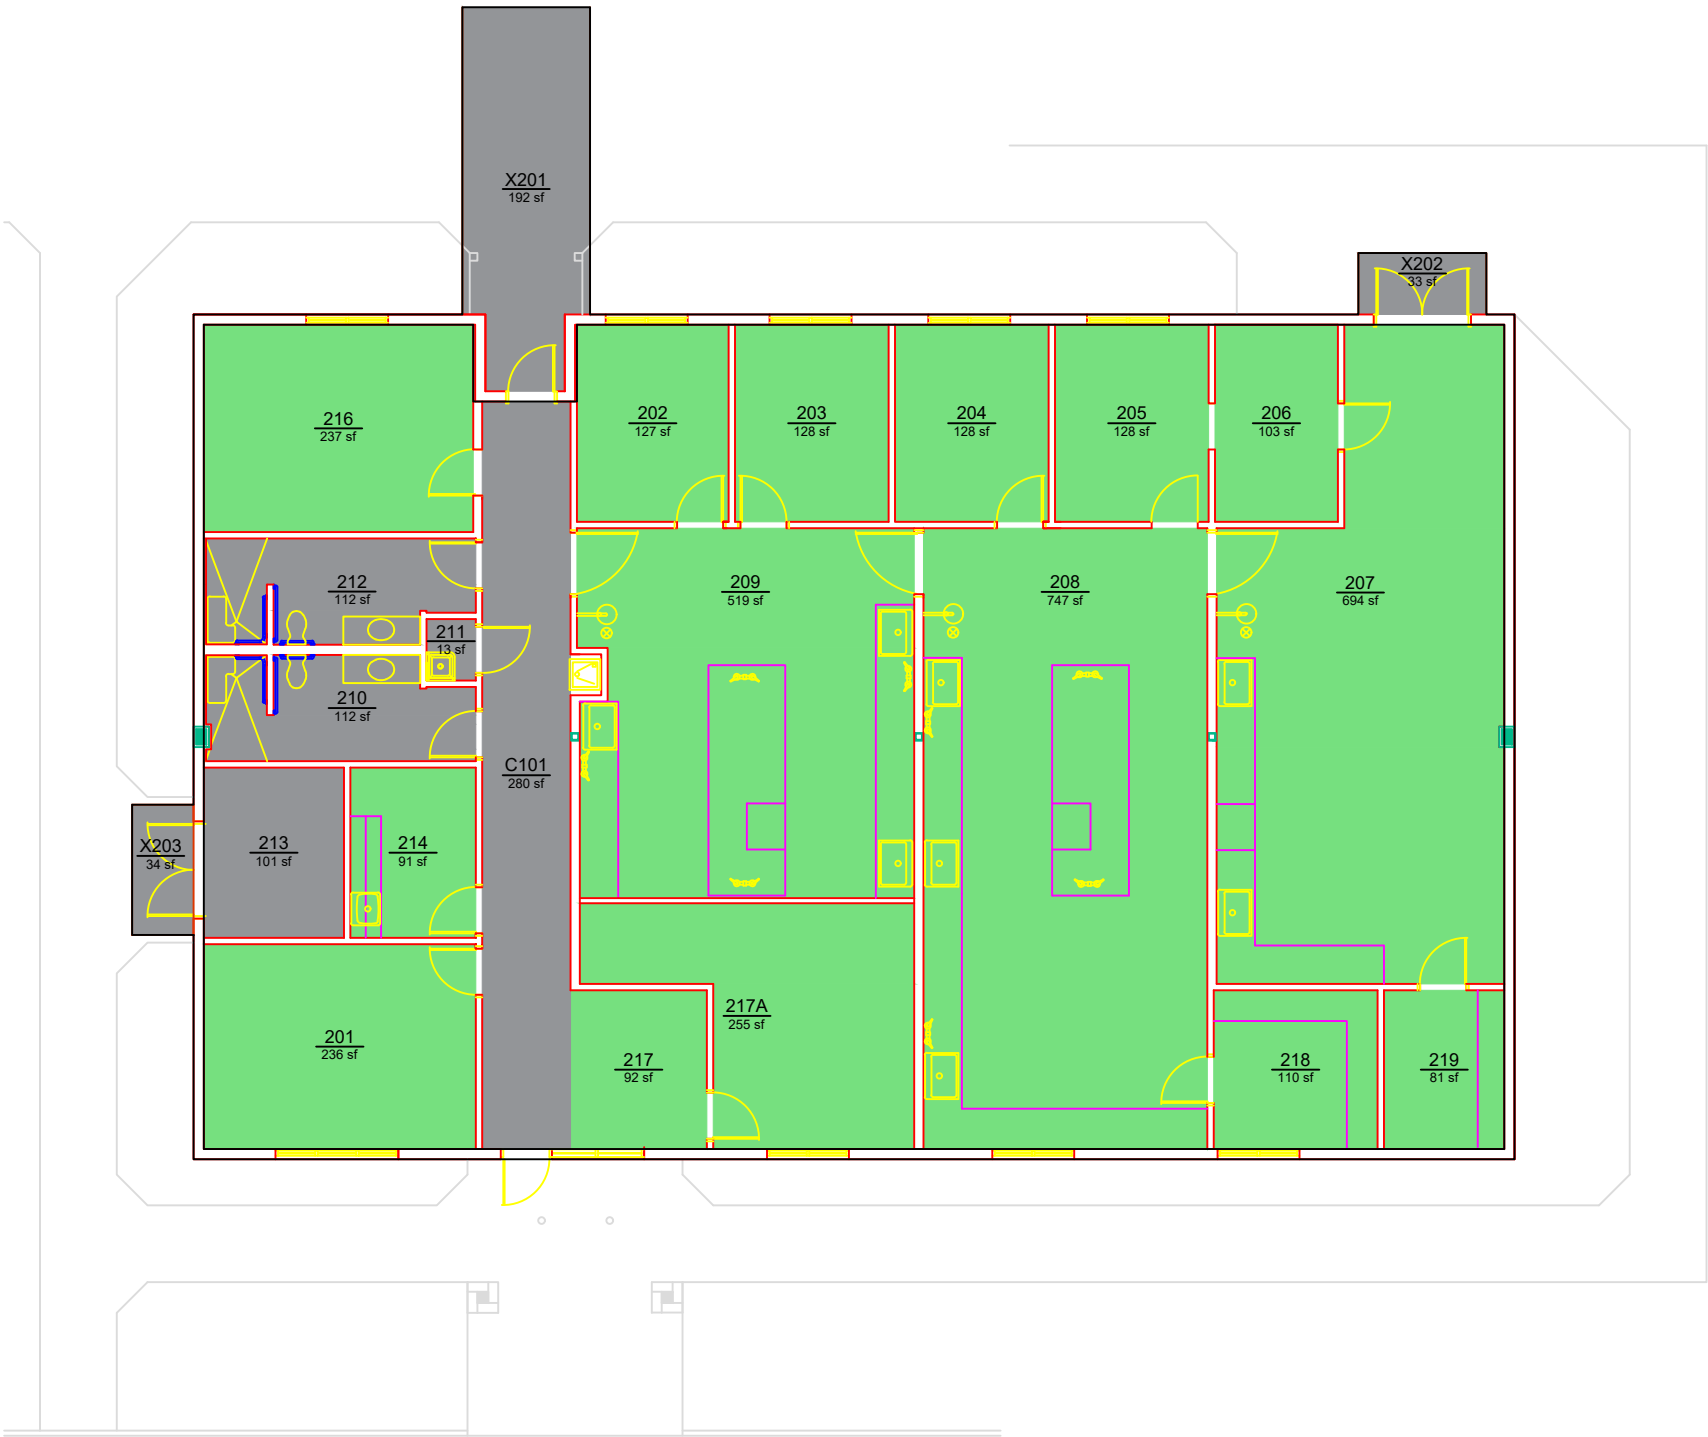 X201
192 sf
X202
33 sf
216
237 sf
202
127 sf
203
128 sf
204
128 sf
205
128 sf
206
103 sf
212
112 sf
209
519 sf
208
747 sf
207
694 sf
211
13 sf
210
112 sf
C101
280 sf
X203
34 sf
213
101 sf
214
91 sf
201
236 sf
217A
255 sf
217
92 sf
218
110 sf
219
81 sf